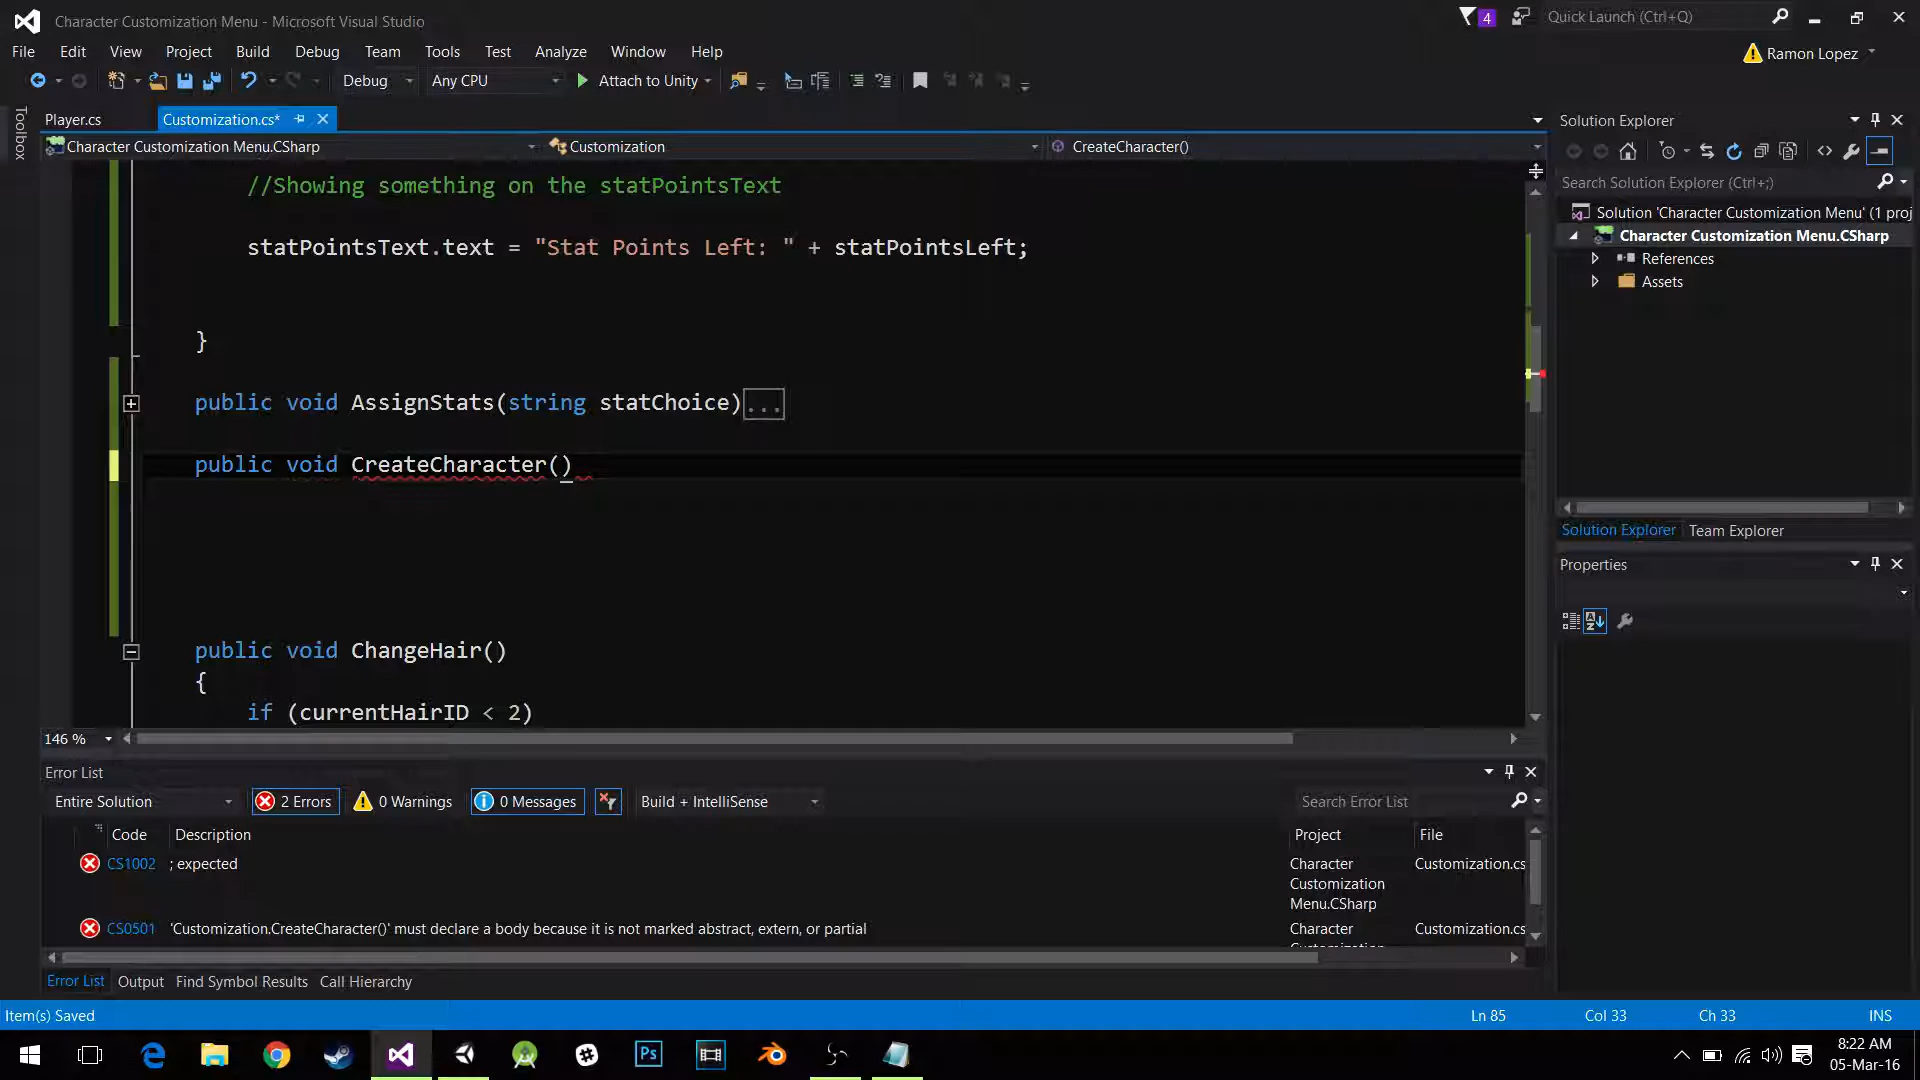 Character Customization Menu - Microsoft Visual Studio
4
Quick Launch (Ctrl+Q)
File Edit View Project Build Debug Team Tools Test Analyze Window Help
Ramon Lopez
Debug Any CPU Attach to Unity
Toolbox
Player.cs Customization.cs*
Character Customization Menu.CSharp Customization CreateCharacter()
//Showing something on the statPointsText
statPointsText.text = "Stat Points Left: " + statPointsLeft;
}
public void AssignStats(string statChoice)...
public void CreateCharacter()
public void ChangeHair()
{
if (currentHairID < 2)
146 %
Solution Explorer
Search Solution Explorer (Ctrl+;)
Solution 'Character Customization Menu' (1 proj
Character Customization Menu.CSharp
References
Assets
Solution Explorer Team Explorer
Properties
Error List
Entire Solution 2 Errors 0 Warnings 0 Messages Build + IntelliSense Search Error List
Code Description Project File
CS1002 ; expected Character Customization.cs
Customization
Menu.CSharp
CS0501 'Customization.CreateCharacter()' must declare a body because it is not marked abstract, extern, or partial Character Customization.cs
Error List Output Find Symbol Results Call Hierarchy
Item(s) Saved Ln 85 Col 33 Ch 33 INS
Ps
8:22 AM
05-Mar-16